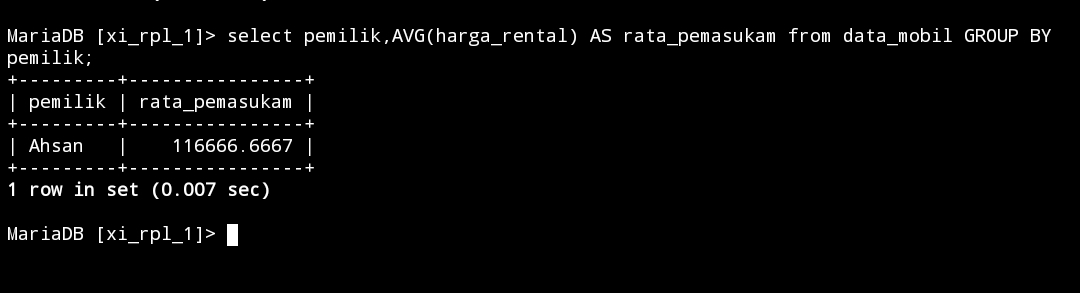 MariaDB [xi_rpl_1]> select pemilik,AVG(harga_rental) AS rata_pemasukam from data_mobil GROUP BY
pemilik;
+---------+----------------+
| pemilik | rata_pemasukam |
+---------+----------------+
| Ahsan   |    116666.6667 |
+---------+----------------+
1 row in set (0.007 sec)
MariaDB [xi_rpl_1]>